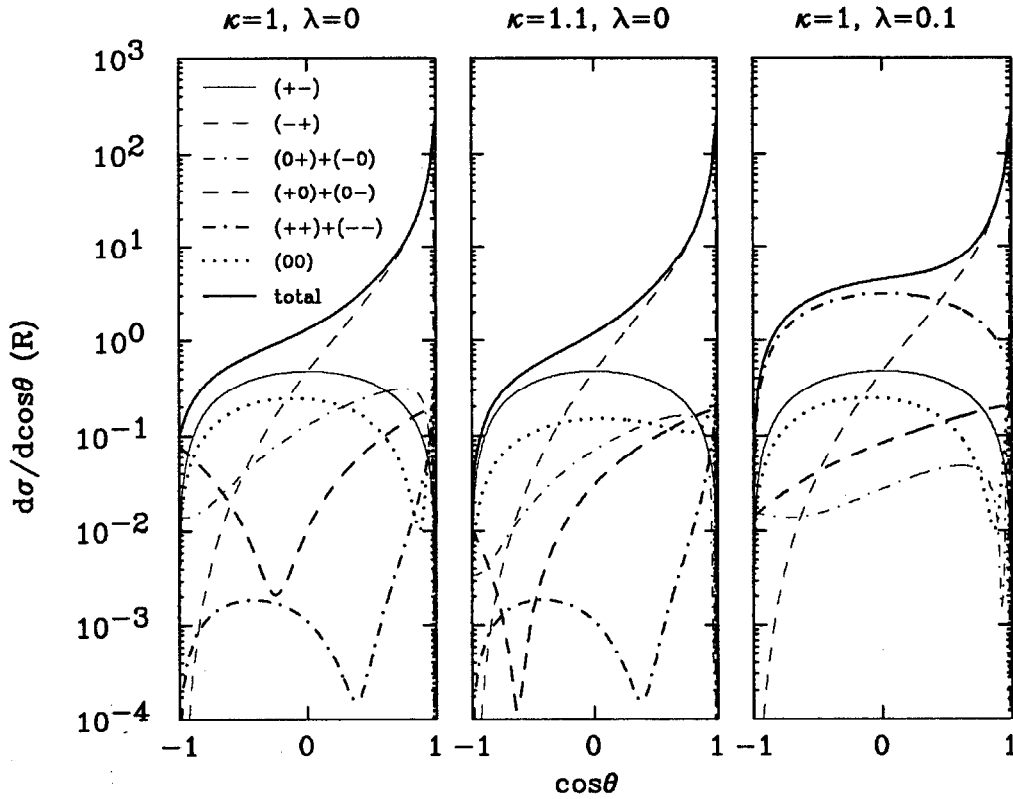 κ=1, λ=0
κ=1.1, λ=0
κ=1, λ=0.1
dσ/dcosθ (R)
10³
10²
10¹
10⁰
10⁻¹
10⁻²
10⁻³
10⁻⁴
(+−)
(−+)
(0+)+(−0)
(+0)+(0−)
(++)+(−−)
(00)
total
−1 0 1
−1 0 1
−1 0 1
cosθ